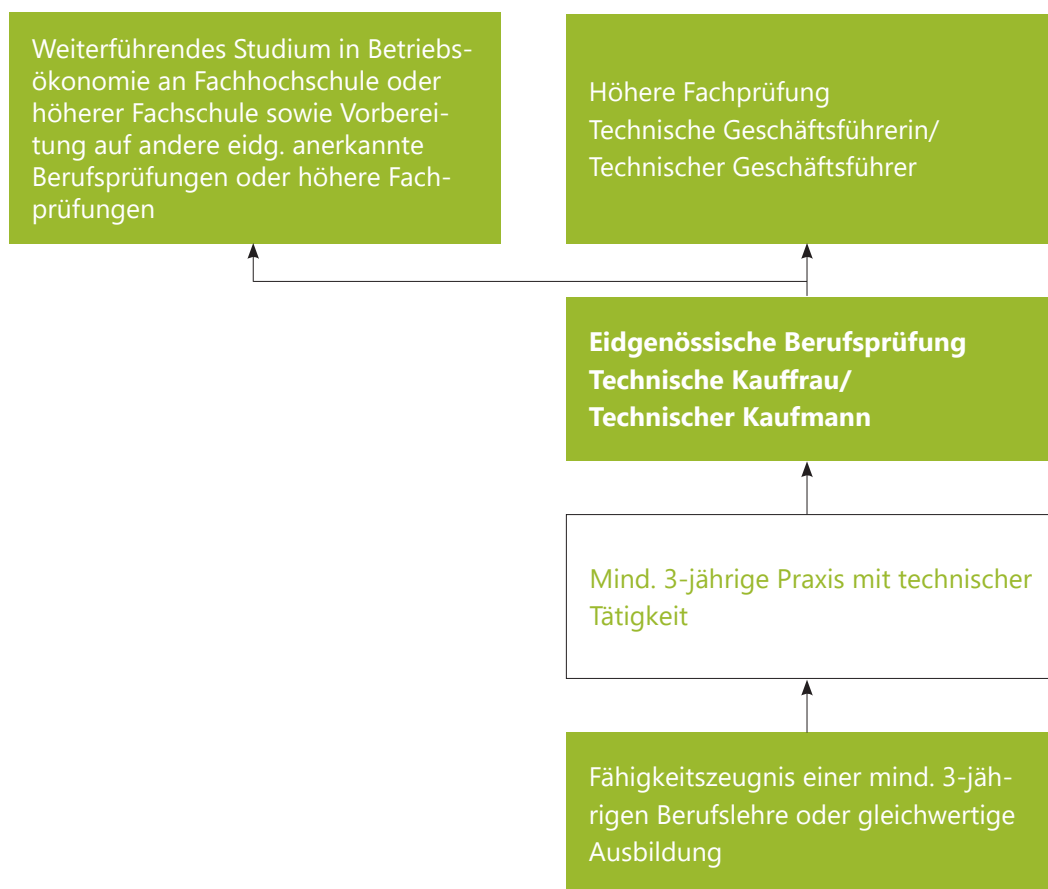 Weiterführendes Studium in Betriebs-
ökonomie an Fachhochschule oder
höherer Fachschule sowie Vorberei-
tung auf andere eidg. anerkannte
Berufsprüfungen oder höhere Fach-
prüfungen
Höhere Fachprüfung
Technische Geschäftsführerin/
Technischer Geschäftsführer
Eidgenössische Berufsprüfung
Technische Kauffrau/
Technischer Kaufmann
Mind. 3-jährige Praxis mit technischer
Tätigkeit
Fähigkeitszeugnis einer mind. 3-jäh-
rigen Berufslehre oder gleichwertige
Ausbildung